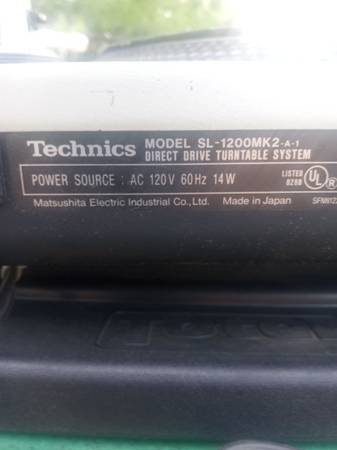 Technics MODEL SL-1200MK2-A-1
DIRECT DRIVE TURNTABLE SYSTEM
POWER SOURCE : AC 120V 60Hz 14W
LISTED
UL ®
Matsushita Electric Industrial Co., Ltd. Made in Japan